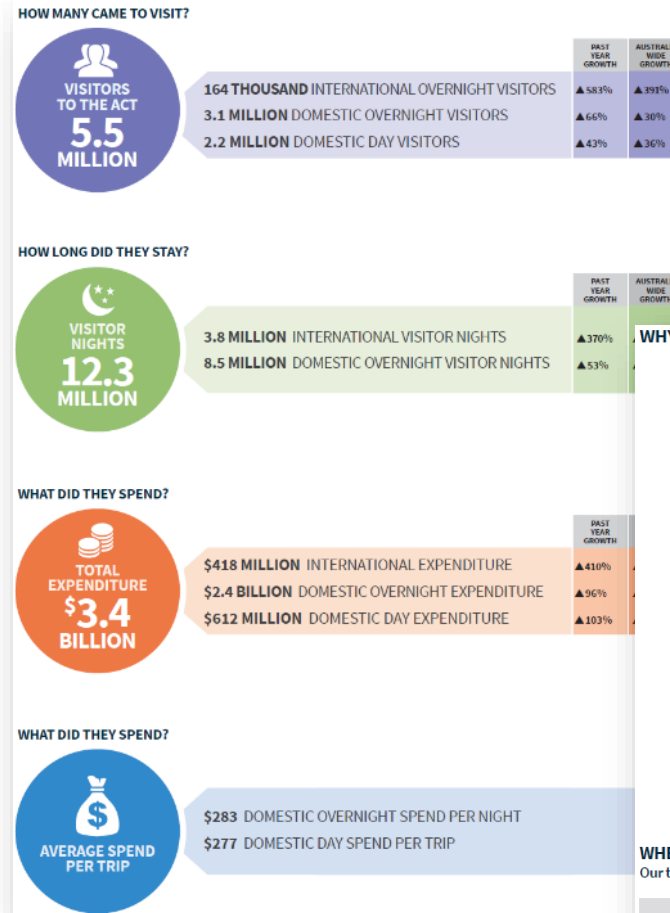 HOW MANY CAME TO VISIT?
VISITORS
TO THE ACT
5.5
MILLION
PAST
YEAR
GROWTH
WIDE
164 THOUSAND INTERNATIONAL OVERNIGHT VISITORS ▲583% ▲391%
3.1 MILLION DOMESTIC OVERNIGHT VISITORS ▲66% ▲30%
2.2 MILLION DOMESTIC DAY VISITORS ▲43% ▲36%
HOW LONG DID THEY STAY?
VISITOR
NIGHTS
12.3
MILLION
PAST
YEAR
GROWTH
WIDE
3.8 MILLION INTERNATIONAL VISITOR NIGHTS ▲370%
8.5 MILLION DOMESTIC OVERNIGHT VISITOR NIGHTS ▲53%
WHAT DID THEY SPEND?
TOTAL
EXPENDITURE
$3.4
BILLION
PAST
YEAR
GROWTH
$418 MILLION INTERNATIONAL EXPENDITURE ▲410%
$2.4 BILLION DOMESTIC OVERNIGHT EXPENDITURE ▲96%
$612 MILLION DOMESTIC DAY EXPENDITURE ▲103%
WHAT DID THEY SPEND?
$
AVERAGE SPEND
PER TRIP
$283 DOMESTIC OVERNIGHT SPEND PER NIGHT
$277 DOMESTIC DAY SPEND PER TRIP
Our